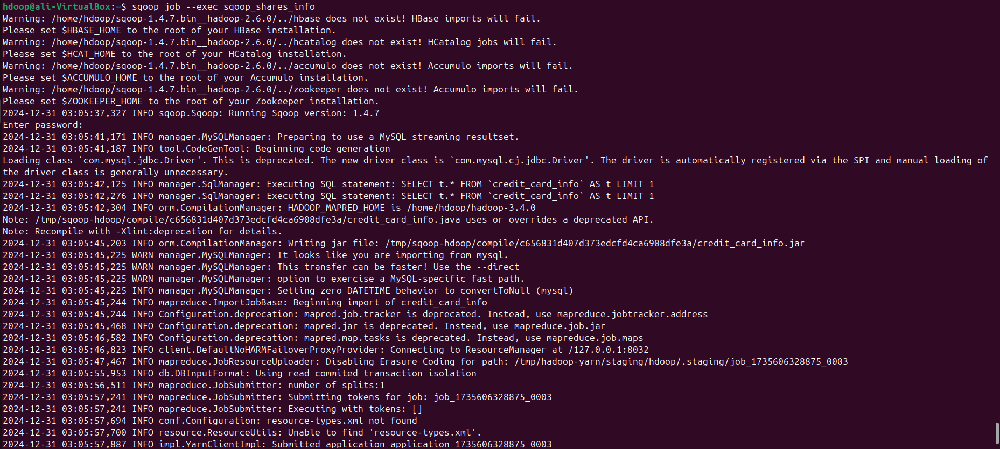 hdoop@ali-VirtualBox:~$ sqoop job --exec sqoop_shares_info
Warning: /home/hdoop/sqoop-1.4.7.bin__hadoop-2.6.0/../hbase does not exist! HBase imports will fail.
Please set $HBASE_HOME to the root of your HBase installation.
Warning: /home/hdoop/sqoop-1.4.7.bin__hadoop-2.6.0/../hcatalog does not exist! HCatalog jobs will fail.
Please set $HCAT_HOME to the root of your HCatalog installation.
Warning: /home/hdoop/sqoop-1.4.7.bin__hadoop-2.6.0/../accumulo does not exist! Accumulo imports will fail.
Please set $ACCUMULO_HOME to the root of your Accumulo installation.
Warning: /home/hdoop/sqoop-1.4.7.bin__hadoop-2.6.0/../zookeeper does not exist! Accumulo imports will fail.
Please set $ZOOKEEPER_HOME to the root of your Zookeeper installation.
2024-12-31 03:05:37,327 INFO sqoop.Sqoop: Running Sqoop version: 1.4.7
Enter password:
2024-12-31 03:05:41,171 INFO manager.MySQLManager: Preparing to use a MySQL streaming resultset.
2024-12-31 03:05:41,187 INFO tool.CodeGenTool: Beginning code generation
Loading class `com.mysql.jdbc.Driver'. This is deprecated. The new driver class is `com.mysql.cj.jdbc.Driver'. The driver is automatically registered via the SPI and manual loading of
the driver class is generally unnecessary.
2024-12-31 03:05:42,125 INFO manager.SqlManager: Executing SQL statement: SELECT t.* FROM `credit_card_info` AS t LIMIT 1
2024-12-31 03:05:42,276 INFO manager.SqlManager: Executing SQL statement: SELECT t.* FROM `credit_card_info` AS t LIMIT 1
2024-12-31 03:05:42,304 INFO orm.CompilationManager: HADOOP_MAPRED_HOME is /home/hdoop/hadoop-3.4.0
Note: /tmp/sqoop-hdoop/compile/c656831d407d373edcfd4ca6908dfe3a/credit_card_info.java uses or overrides a deprecated API.
Note: Recompile with -Xlint:deprecation for details.
2024-12-31 03:05:45,203 INFO orm.CompilationManager: Writing jar file: /tmp/sqoop-hdoop/compile/c656831d407d373edcfd4ca6908dfe3a/credit_card_info.jar
2024-12-31 03:05:45,225 WARN manager.MySQLManager: It looks like you are importing from mysql.
2024-12-31 03:05:45,225 WARN manager.MySQLManager: This transfer can be faster! Use the --direct
2024-12-31 03:05:45,225 WARN manager.MySQLManager: option to exercise a MySQL-specific fast path.
2024-12-31 03:05:45,225 INFO manager.MySQLManager: Setting zero DATETIME behavior to convertToNull (mysql)
2024-12-31 03:05:45,244 INFO mapreduce.ImportJobBase: Beginning import of credit_card_info
2024-12-31 03:05:45,244 INFO Configuration.deprecation: mapred.job.tracker is deprecated. Instead, use mapreduce.jobtracker.address
2024-12-31 03:05:45,468 INFO Configuration.deprecation: mapred.jar is deprecated. Instead, use mapreduce.job.jar
2024-12-31 03:05:46,582 INFO Configuration.deprecation: mapred.map.tasks is deprecated. Instead, use mapreduce.job.maps
2024-12-31 03:05:46,823 INFO client.DefaultNoHARMFailoverProxyProvider: Connecting to ResourceManager at /127.0.0.1:8032
2024-12-31 03:05:47,467 INFO mapreduce.JobResourceUploader: Disabling Erasure Coding for path: /tmp/hadoop-yarn/staging/hdoop/.staging/job_1735606328875_0003
2024-12-31 03:05:55,953 INFO db.DBInputFormat: Using read commited transaction isolation
2024-12-31 03:05:56,511 INFO mapreduce.JobSubmitter: number of splits:1
2024-12-31 03:05:57,241 INFO mapreduce.JobSubmitter: Submitting tokens for job: job_1735606328875_0003
2024-12-31 03:05:57,241 INFO mapreduce.JobSubmitter: Executing with tokens: []
2024-12-31 03:05:57,694 INFO conf.Configuration: resource-types.xml not found
2024-12-31 03:05:57,700 INFO resource.ResourceUtils: Unable to find 'resource-types.xml'.
2024-12-31 03:05:57,887 INFO impl.YarnClientImpl: Submitted application application_1735606328875_0003